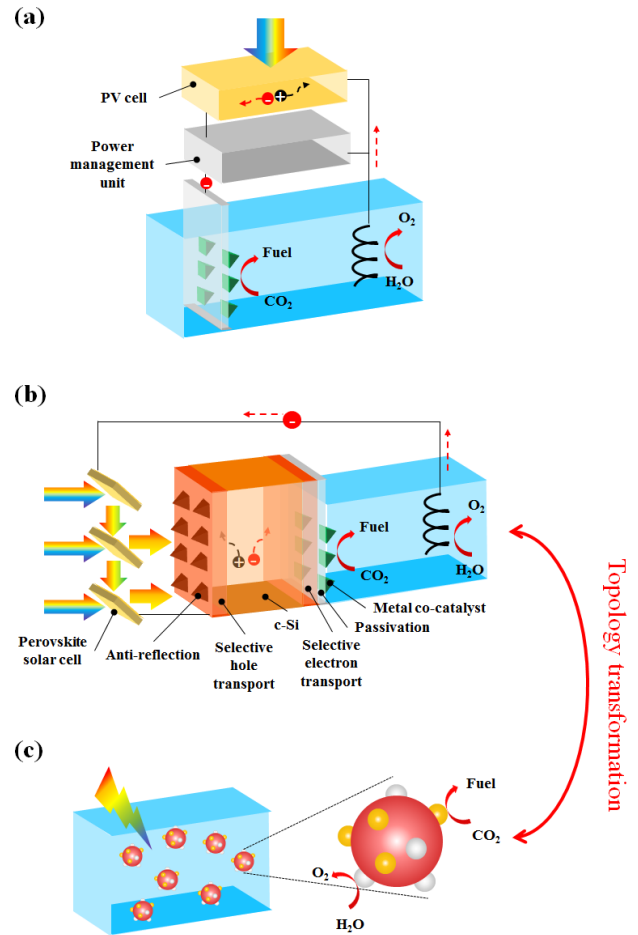 (a)
PV cell
-
+
Power
management
unit
-
Fuel
CO2
O2
H2O
(b)
-
+
-
Fuel
CO2
O2
H2O
Perovskite
solar cell
Anti-reflection
Selective
hole
transport
c-Si
Selective
electron
transport
Passivation
Metal co-catalyst
Topology transformation
(c)
Fuel
CO2
O2
H2O